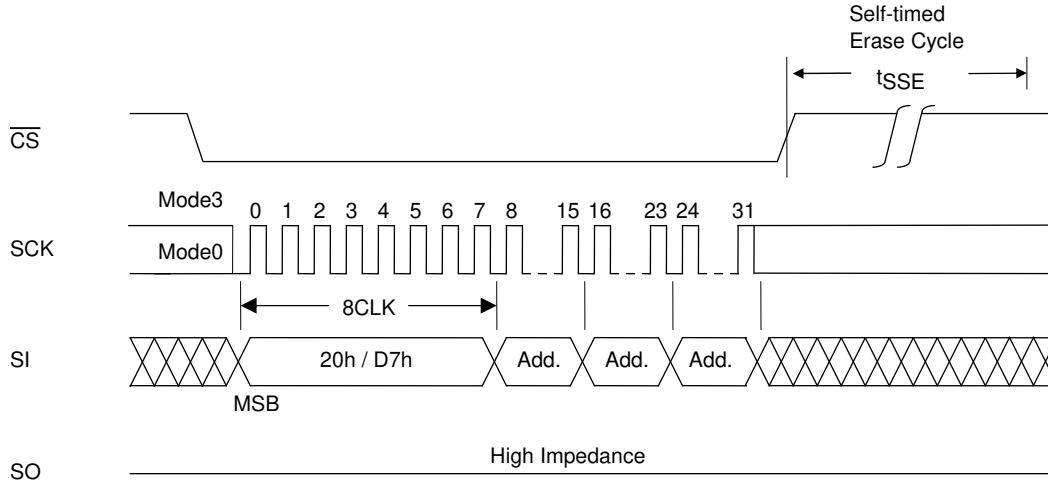 Self-timed
Erase Cycle
tSSE
CS
Mode3
0 1 2 3 4 5 6 7 8 15 16 23 24 31
SCK
Mode0
8CLK
SI
20h / D7h
Add.
Add.
Add.
MSB
High Impedance
SO